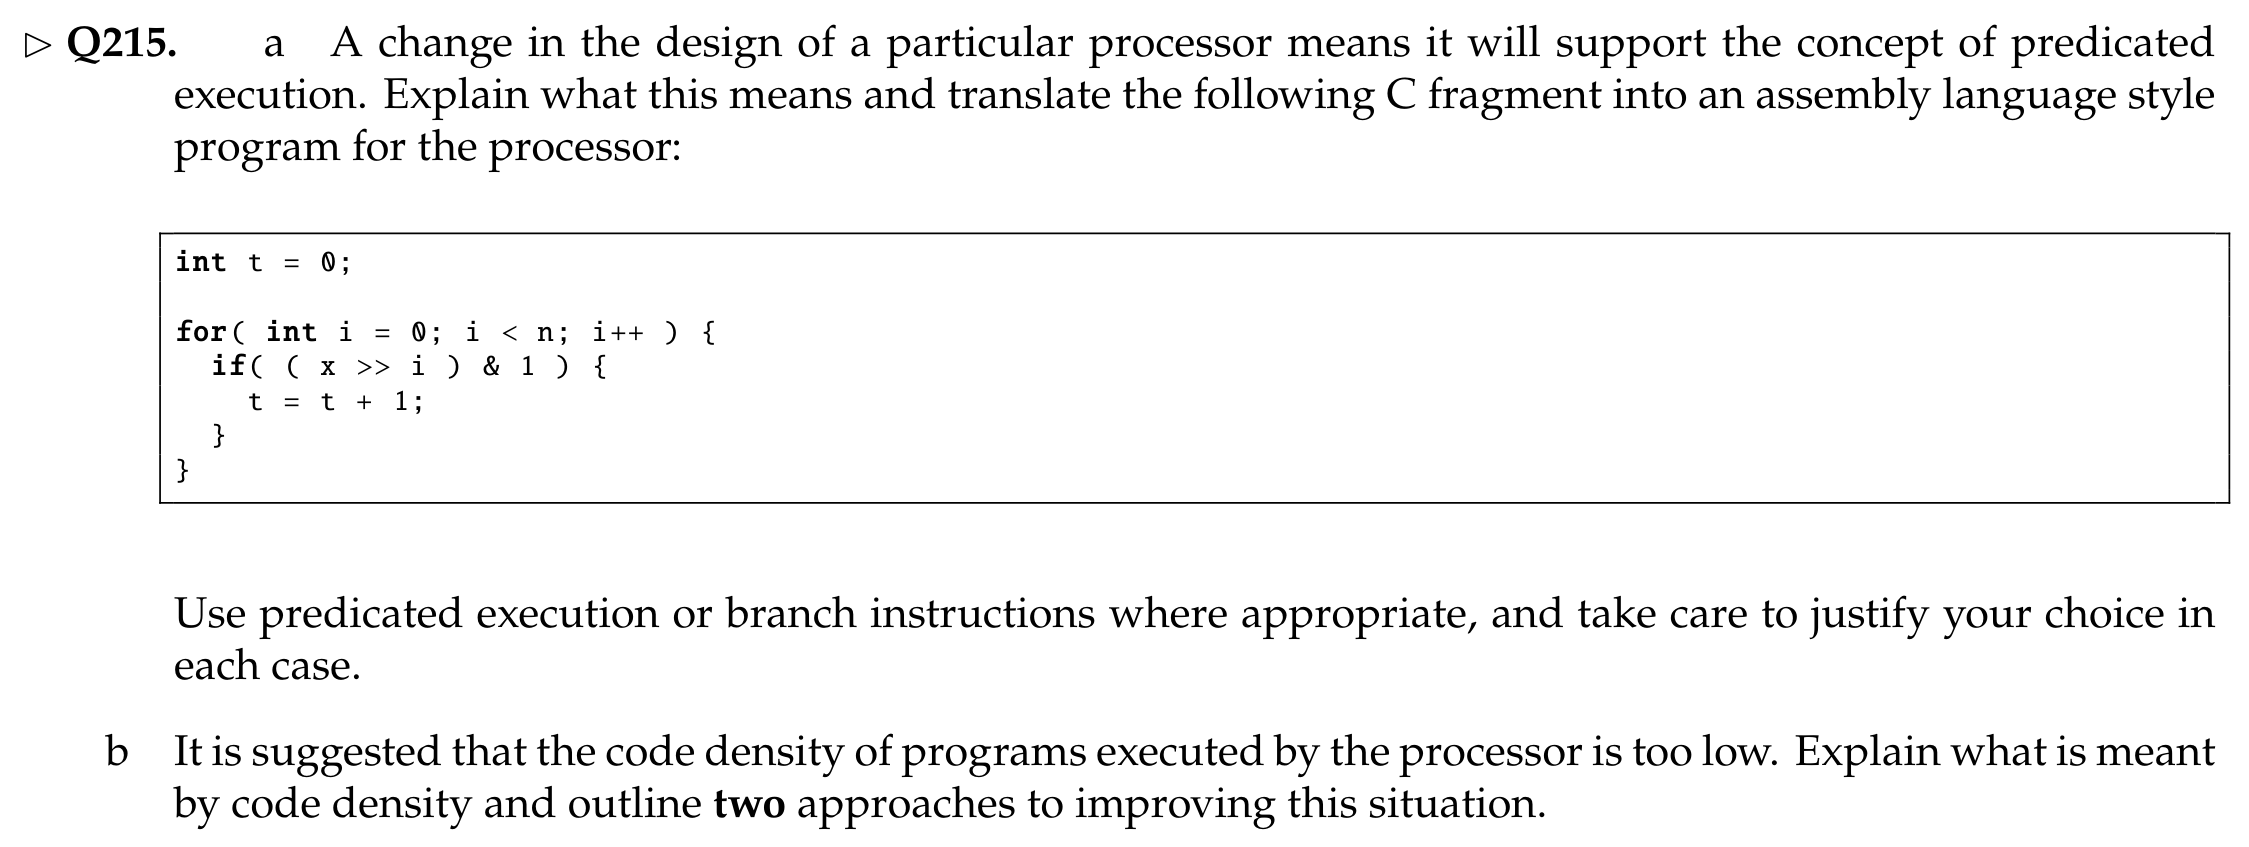 ▷ Q215. a A change in the design of a particular processor means it will support the concept of predicated
execution. Explain what this means and translate the following C fragment into an assembly language style
program for the processor:
int t = 0;
for( int i = 0; i < n; i++ ) {
if( ( x >> i ) & 1 ) {
t = t + 1;
}
}
Use predicated execution or branch instructions where appropriate, and take care to justify your choice in
each case.
b It is suggested that the code density of programs executed by the processor is too low. Explain what is meant
by code density and outline two approaches to improving this situation.